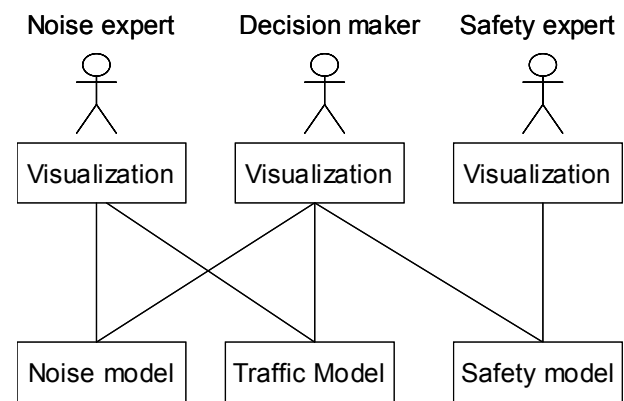 Noise expert
Decision maker
Safety expert
Visualization
Visualization
Visualization
Noise model
Traffic Model
Safety model